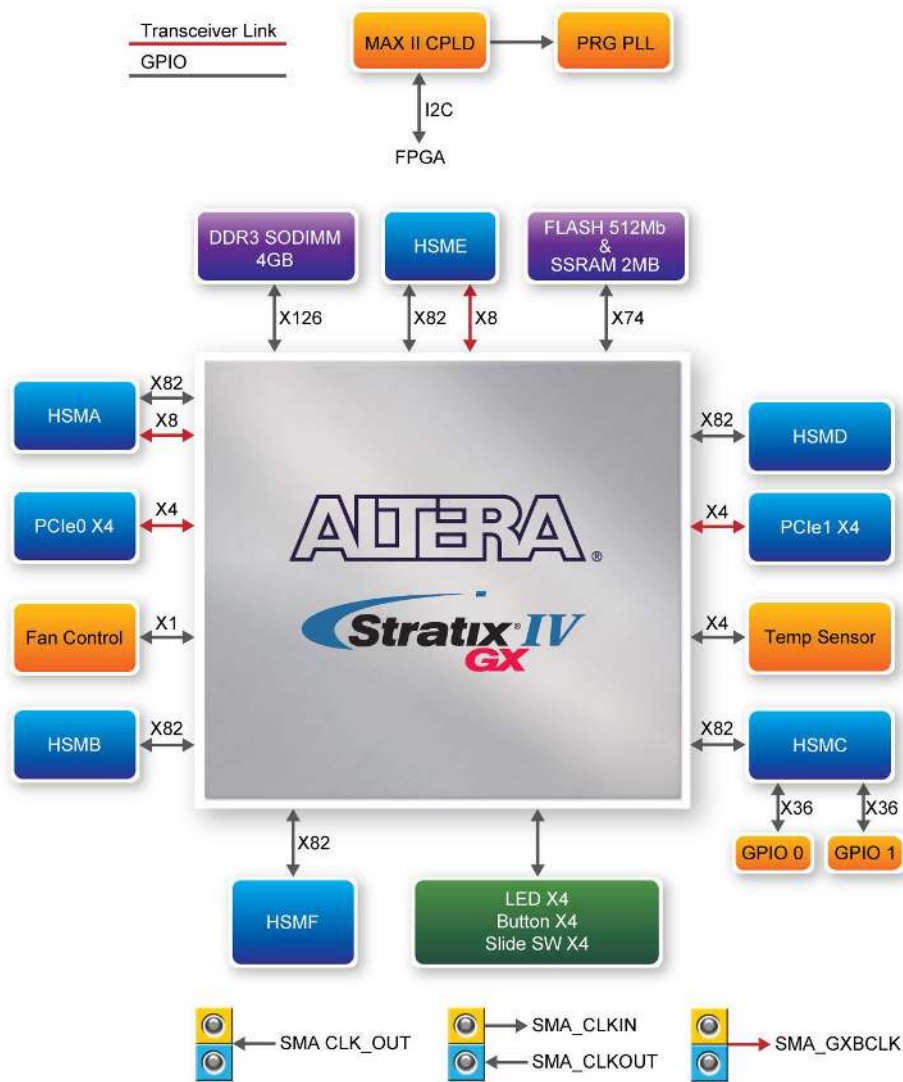 Transceiver Link
GPIO
MAX II CPLD
PRG PLL
I2C
FPGA
DDR3 SODIMM
4GB
HSME
FLASH 512Mb
&
SSRAM 2MB
X126
X82
X8
X74
HSMA
X82
X8
X82
HSMD
PCIe0 X4
X4
ALTERA®
X4
PCIe1 X4
Fan Control
X1
Stratix® IV
GX
X4
Temp Sensor
HSMB
X82
X82
HSMC
X36
X36
GPIO 0
GPIO 1
X82
HSMF
LED X4
Button X4
Slide SW X4
SMA CLK_OUT
SMA_CLKIN
SMA_CLKOUT
SMA_GXBCLK